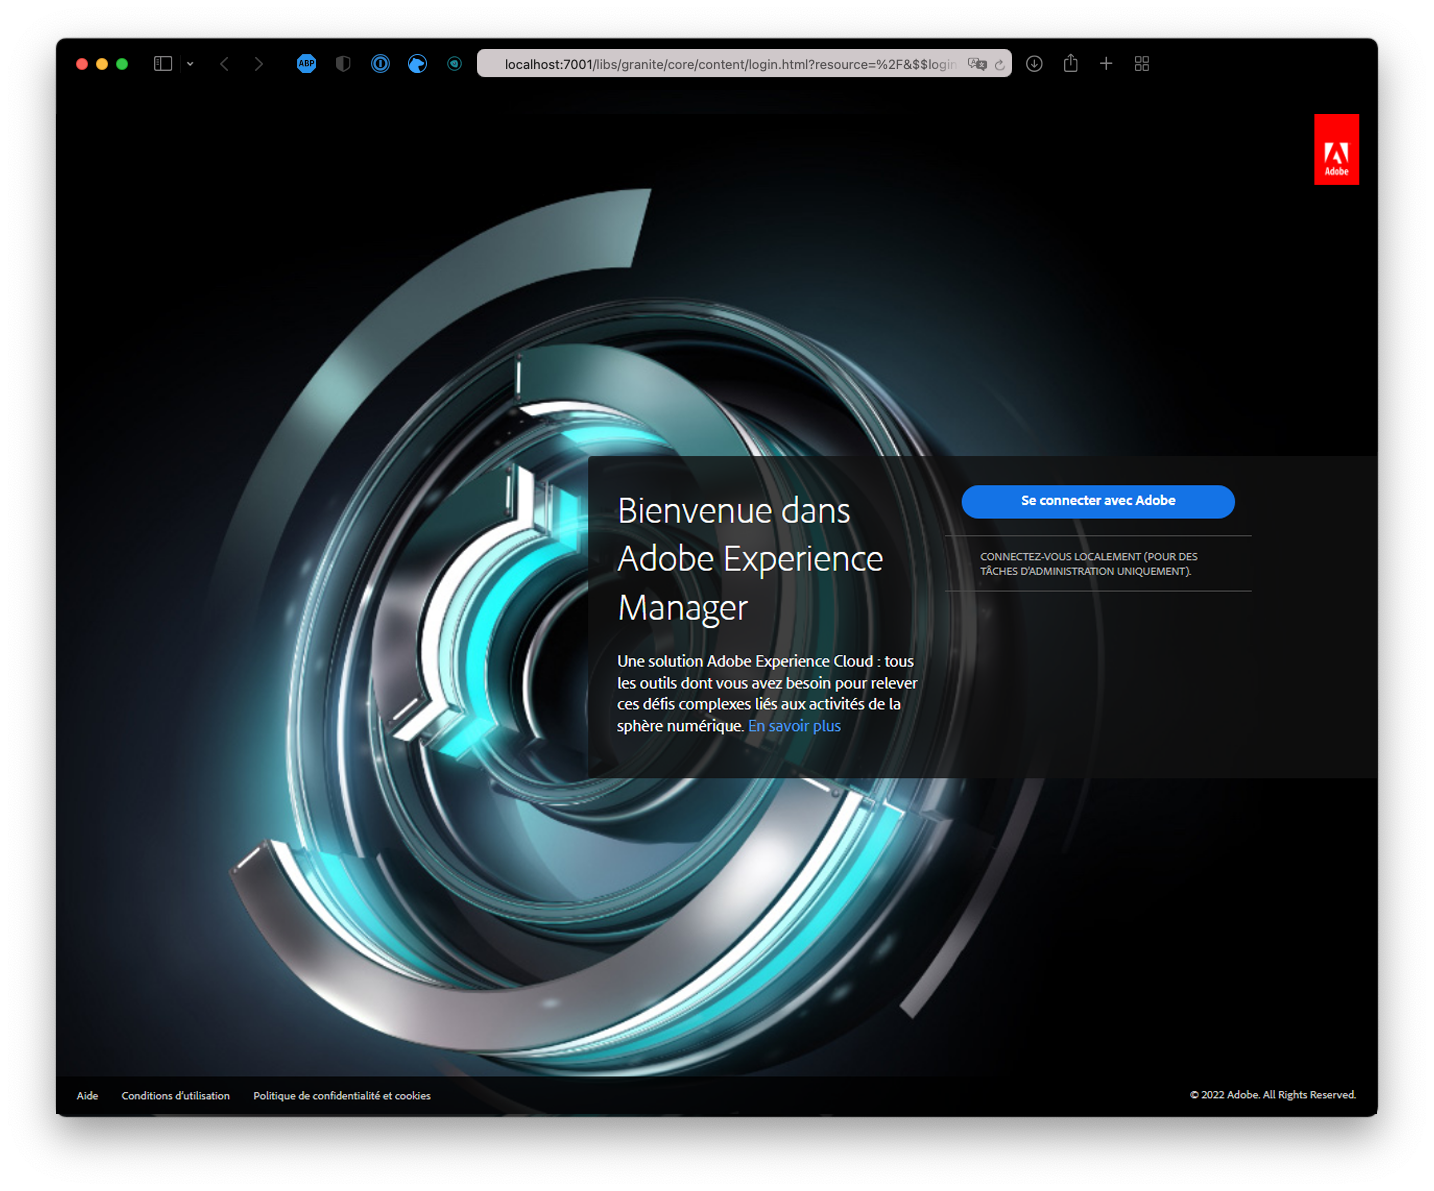 ABP
localhost:7001/libs/granite/core/content/login.html?resource=%2F&$$login
Adobe
Bienvenue dans
Adobe Experience
Manager
Une solution Adobe Experience Cloud : tous
les outils dont vous avez besoin pour relever
ces défis complexes liés aux activités de la
sphère numérique. En savoir plus
Se connecter avec Adobe
CONNECTEZ-VOUS LOCALEMENT (POUR DES
TÂCHES D'ADMINISTRATION UNIQUEMENT).
Aide Conditions d'utilisation Politique de confidentialité et cookies © 2022 Adobe. All Rights Reserved.